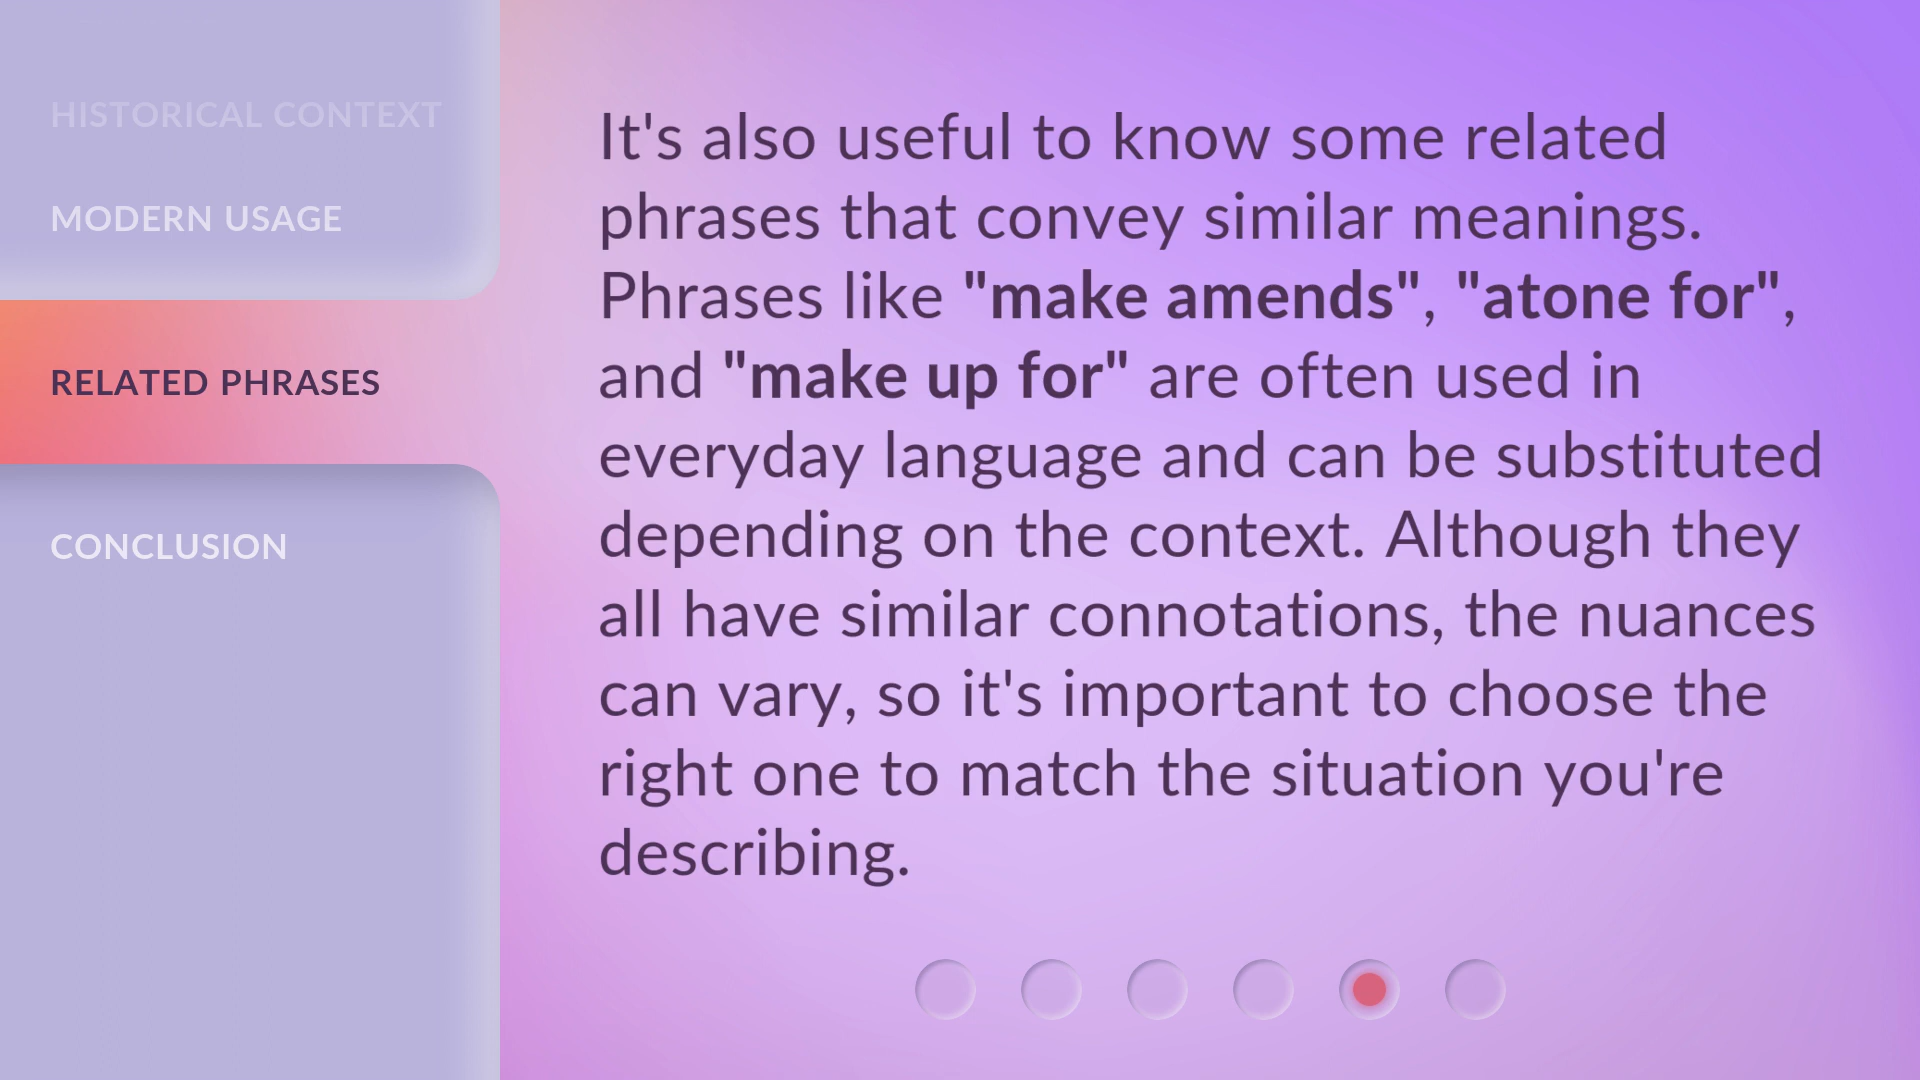 HISTORICAL CONTEXT
MODERN USAGE
RELATED PHRASES
CONCLUSION
It's also useful to know some related
phrases that convey similar meanings.
Phrases like "make amends", "atone for",
and "make up for" are often used in
everyday language and can be substituted
depending on the context. Although they
all have similar connotations, the nuances
can vary, so it's important to choose the
right one to match the situation you're
describing.